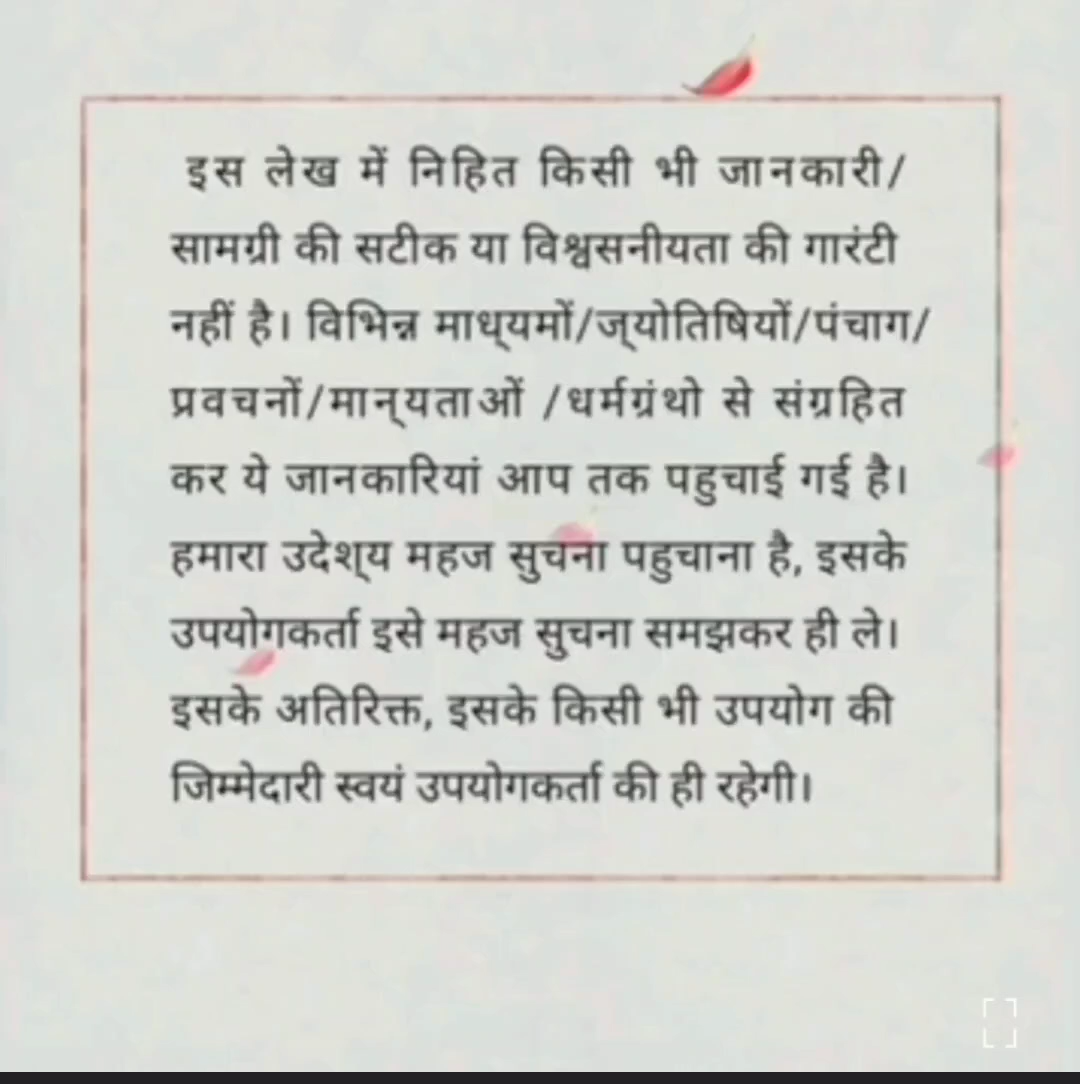 इस लेख में निहित किसी भी जानकारी/
सामग्री की सटीक या विश्वसनीयता की गारंटी
नहीं है। विभिन्न माध्यमों/ज्योतिषियों/पंचाग/
प्रवचनों/मान्यताओं /धर्मग्रंथो से संग्रहित
कर ये जानकारियां आप तक पहुचाई गई है।
हमारा उदेश्य महज सुचना पहुचाना है, इसके
उपयोगकर्ता इसे महज सुचना समझकर ही ले।
इसके अतिरिक्त, इसके किसी भी उपयोग की
जिम्मेदारी स्वयं उपयोगकर्ता की ही रहेगी।